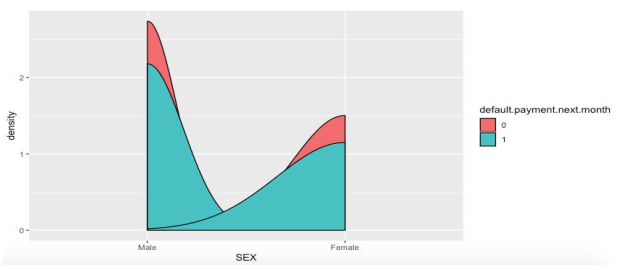 2
1
0
density
Male
Female
SEX
default.payment.next.month
0
1